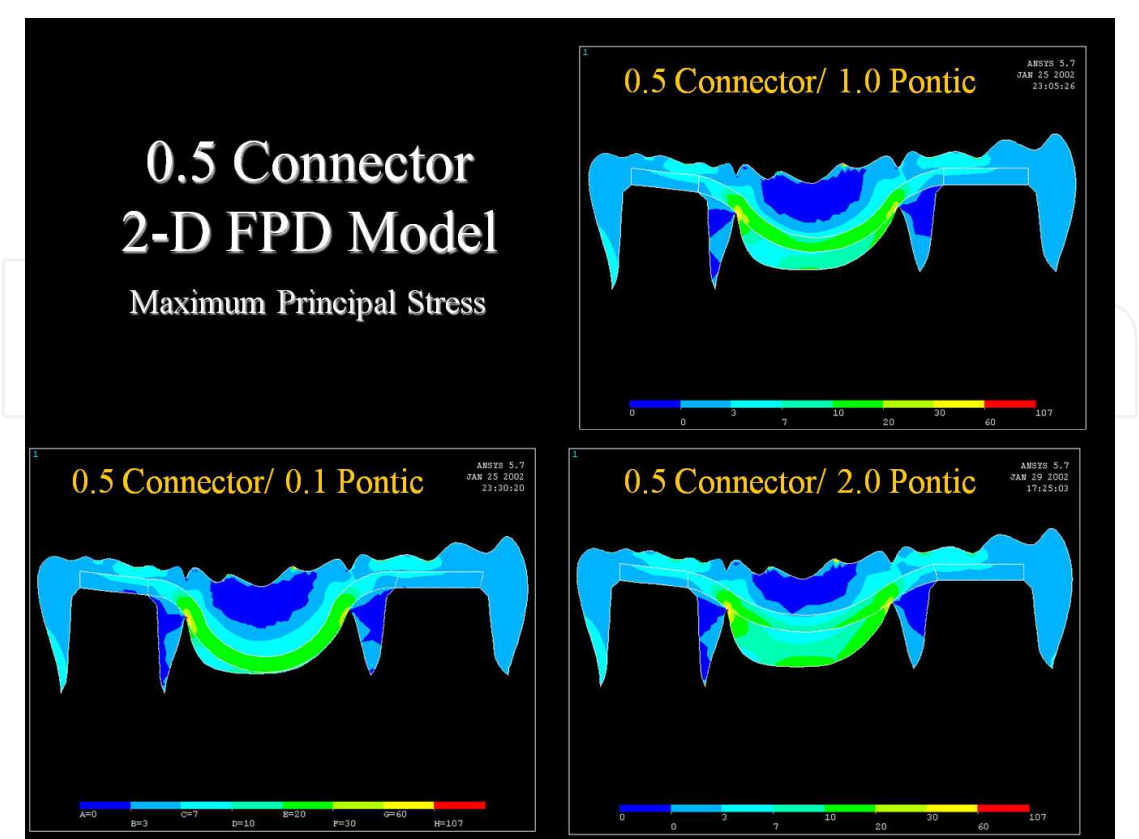 0.5 Connector
2-D FPD Model
Maximum Principal Stress
1
ANSYS 5.7
JAN 25 2002
23:05:26
0.5 Connector/ 1.0 Pontic
0 3 10 30 107
0 7 20 60
1
ANSYS 5.7
JAN 25 2002
23:30:20
0.5 Connector/ 0.1 Pontic
A=0 C=7 E=20 G=60
B=3 D=10 F=30 H=107
1
ANSYS 5.7
JAN 29 2002
17:25:03
0.5 Connector/ 2.0 Pontic
0 3 10 30 107
0 7 20 60